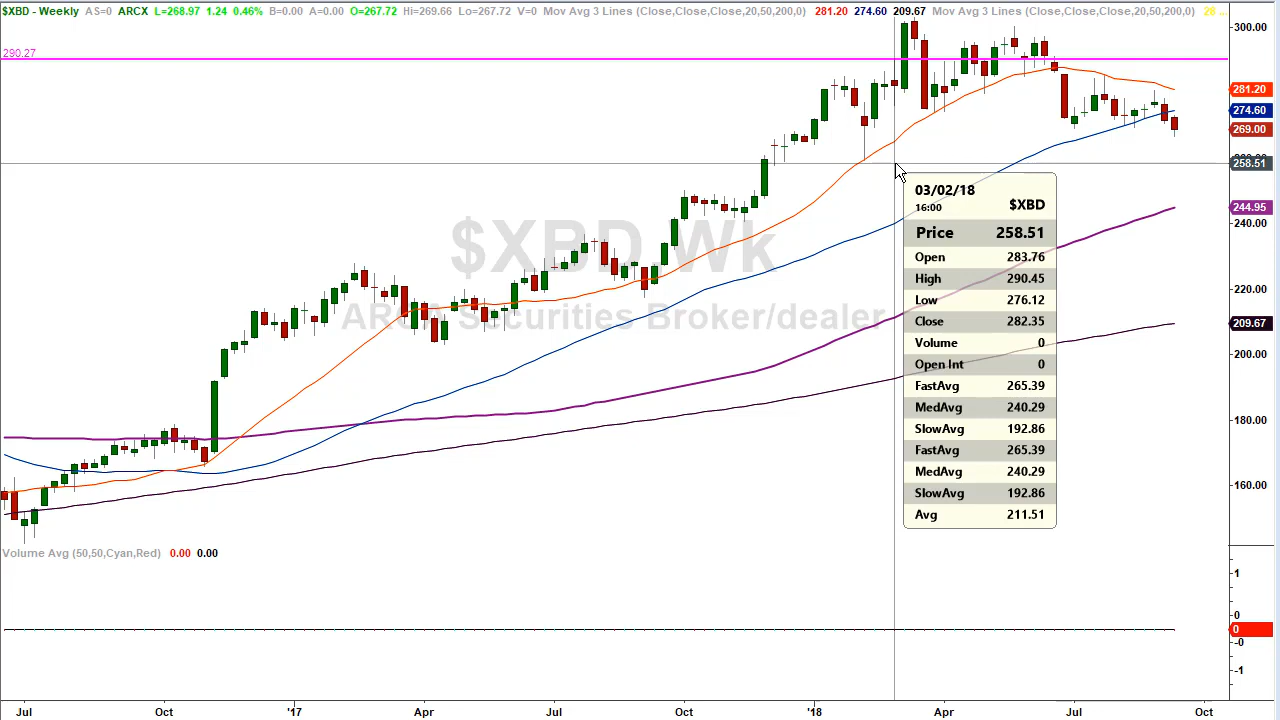 $XBD - Weekly AS=0 ARCX L=268.97 1.24 0.46% B=0.00 A=0.00 O=267.72 Hi=269.66 Lo=267.72 V=0 Mov Avg 3 Lines (Close,Close,Close,20,50,200,0) 281.20 274.60 209.67 Mov Avg 3 Lines (Close,Close,Close,20,50,200,0) 28 ...
300.00
290.27
281.20
274.60
269.00
258.51
244.95
240.00
220.00
209.67
200.00
180.00
160.00
$XBD Wk
Securities Broker/dealer
03/02/18
16:00 $XBD
Price 258.51
Open 283.76
High 290.45
Low 276.12
Close 282.35
Volume 0
Open Int 0
FastAvg 265.39
MedAvg 240.29
SlowAvg 192.86
FastAvg 265.39
MedAvg 240.29
SlowAvg 192.86
Avg 211.51
Volume Avg (50,50,Cyan,Red) 0.00 0.00
1
0
0
-0
-1
Jul Oct '17 Apr Jul Oct '18 Apr Jul Oct